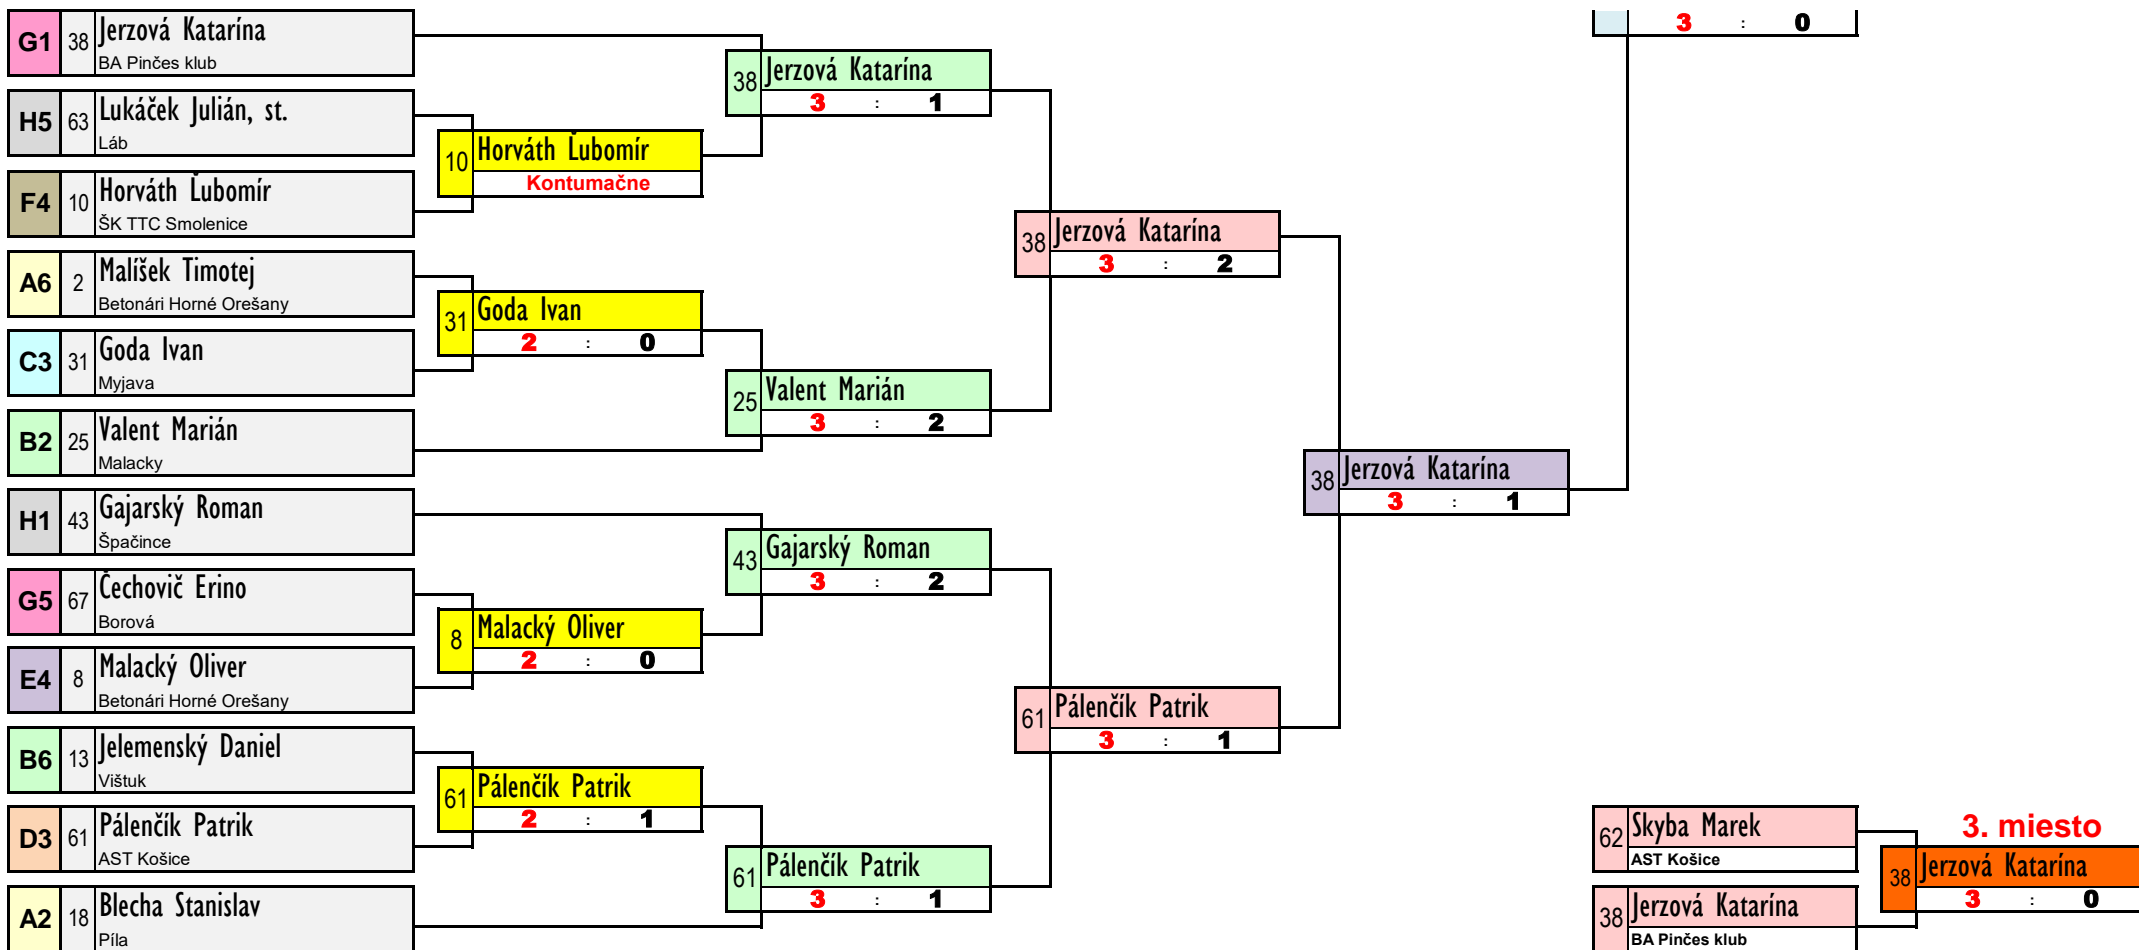 G1 38 Jerzová Katarína
BA Pinčes klub
H5 63 Lukáček Julián, st.
Láb
F4 10 Horváth Ľubomír
ŠK TTC Smolenice
A6 2 Malíšek Timotej
Betonári Horné Orešany
C3 31 Goda Ivan
Myjava
B2 25 Valent Marián
Malacky
H1 43 Gajarský Roman
Špačince
G5 67 Čechovič Erino
Borová
E4 8 Malacký Oliver
Betonári Horné Orešany
B6 13 Jelemenský Daniel
Vištuk
D3 61 Pálenčík Patrik
AST Košice
A2 18 Blecha Stanislav
Píla
10 Horváth Ľubomír
Kontumačne
31 Goda Ivan
2 : 0
8 Malacký Oliver
2 : 0
61 Pálenčík Patrik
2 : 1
38 Jerzová Katarína
3 : 1
25 Valent Marián
3 : 2
43 Gajarský Roman
3 : 2
61 Pálenčík Patrik
3 : 1
38 Jerzová Katarína
3 : 2
61 Pálenčík Patrik
3 : 1
38 Jerzová Katarína
3 : 1
3 : 0
62 Skyba Marek
AST Košice
38 Jerzová Katarína
BA Pinčes klub
3. miesto
38 Jerzová Katarína
3 : 0